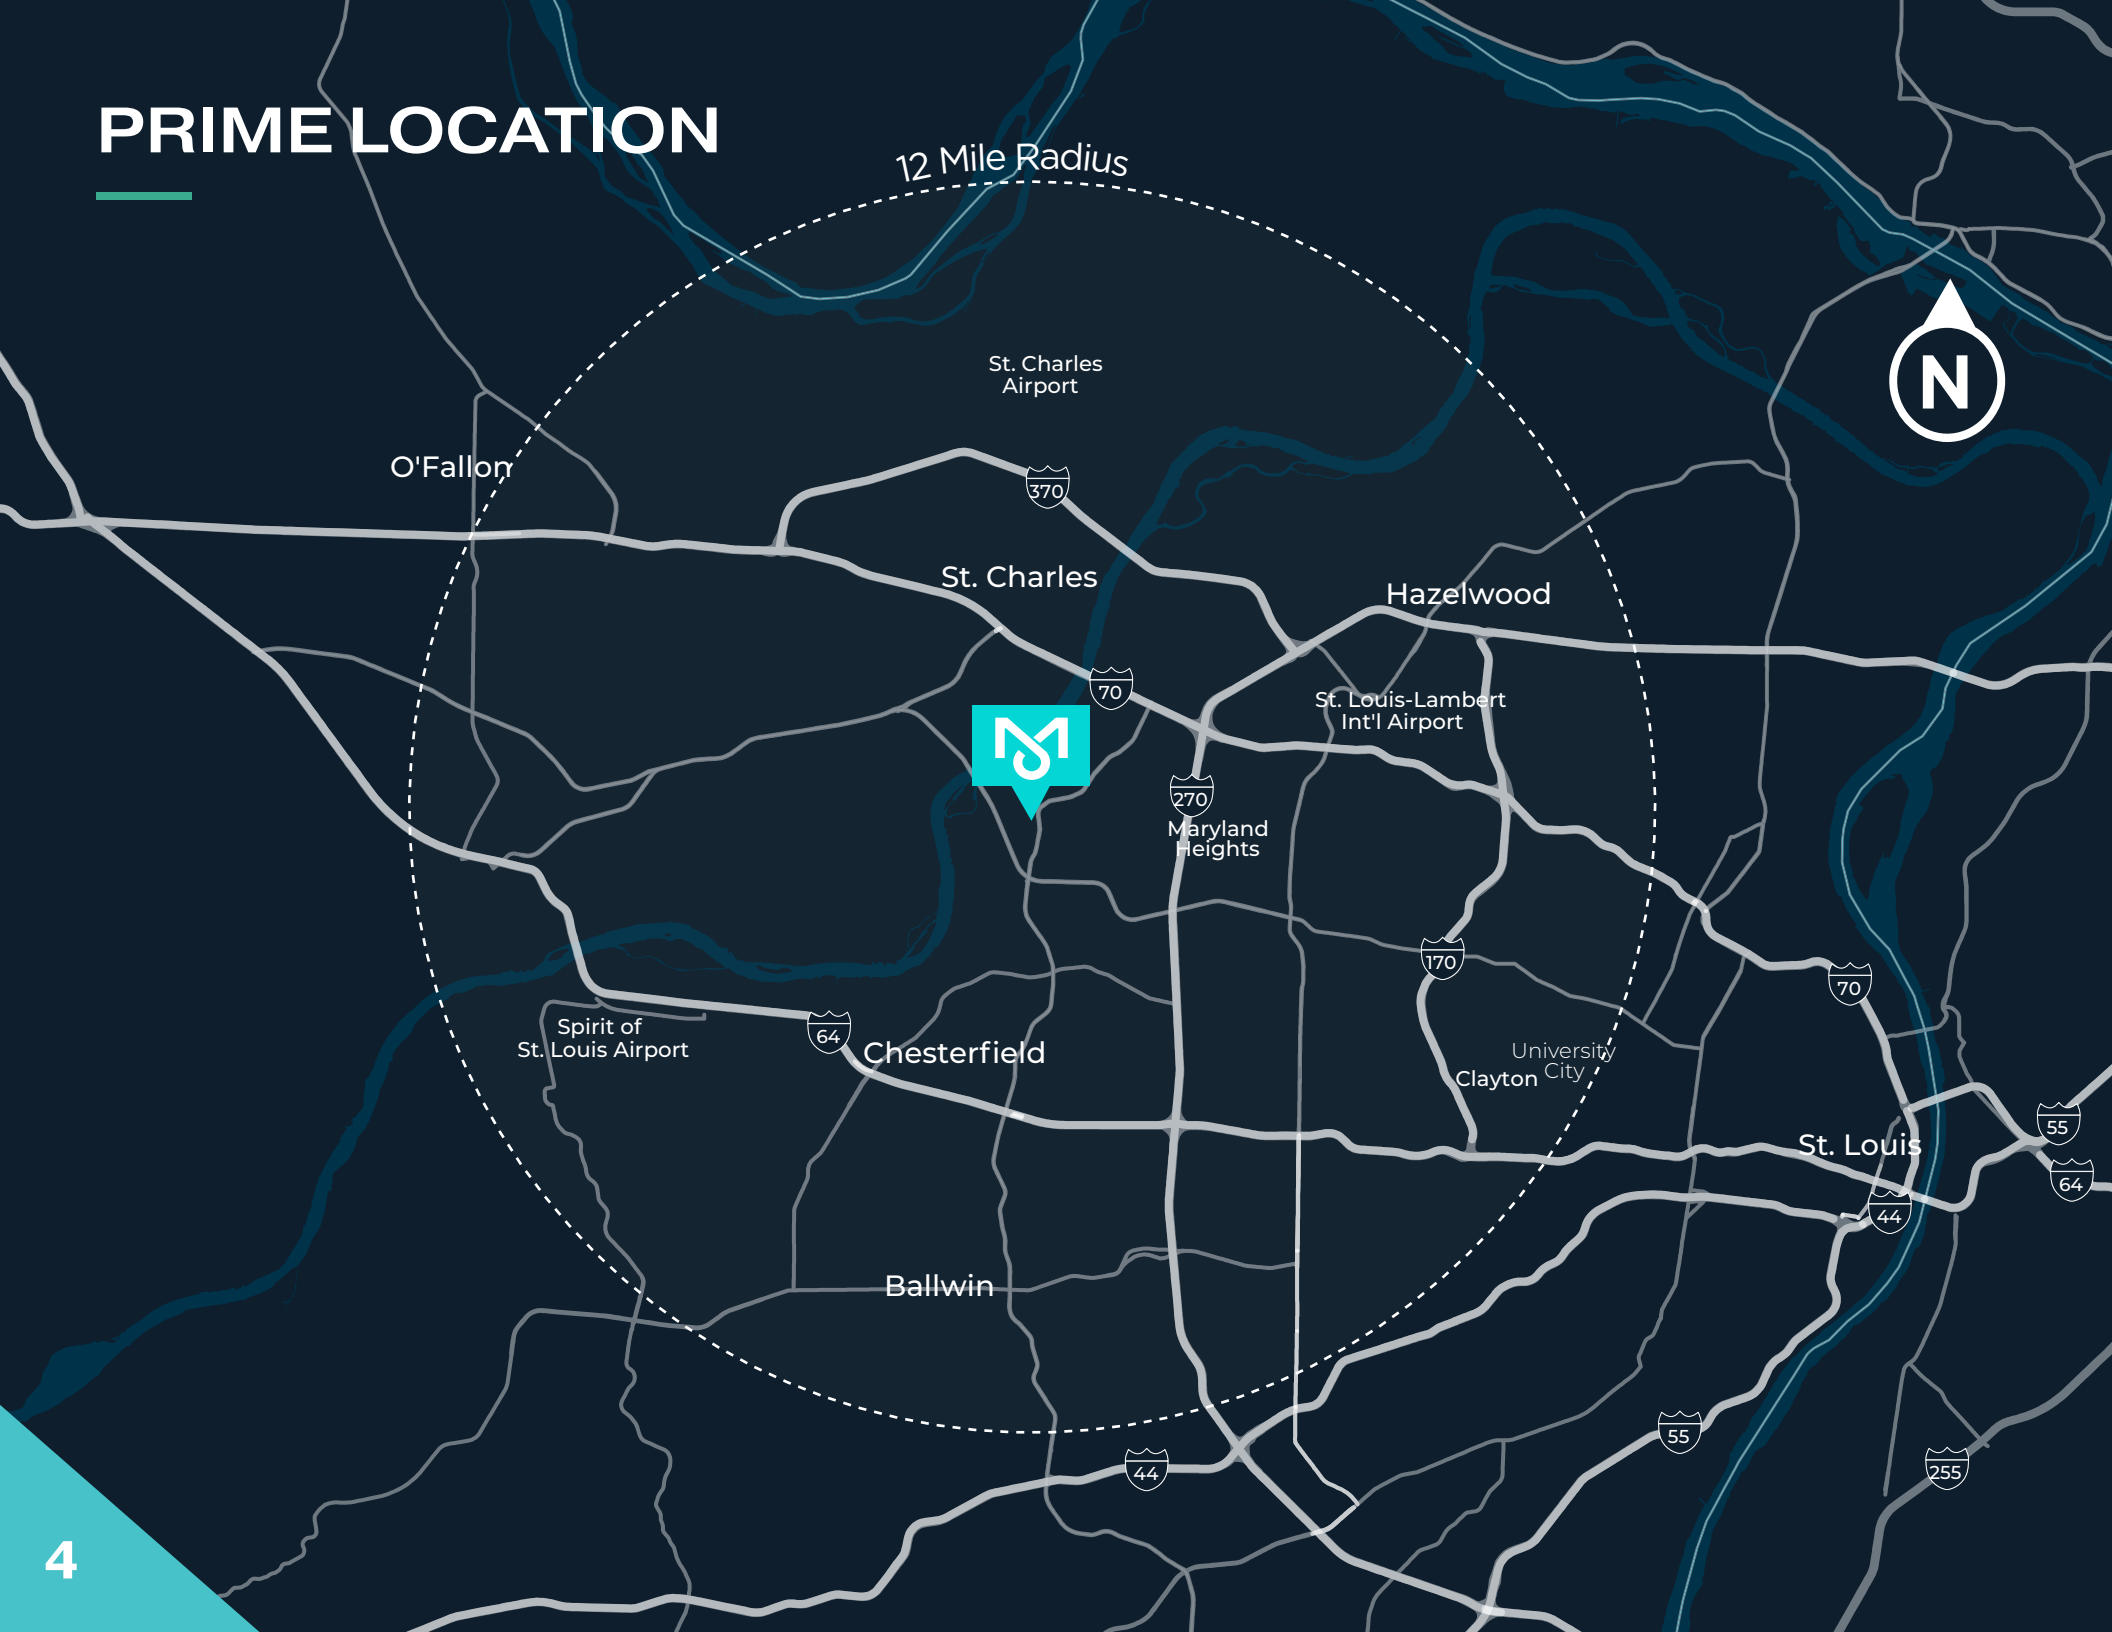 PRIME LOCATION
12 Mile Radius
N
St. Charles
Airport
O'Fallon
370
St. Charles
Hazelwood
70
St. Louis-Lambert
Int'l Airport
270
Maryland
Heights
170
70
Spirit of
St. Louis Airport
64
Chesterfield
University
City
Clayton
55
St. Louis
64
44
Ballwin
55
44
255
4